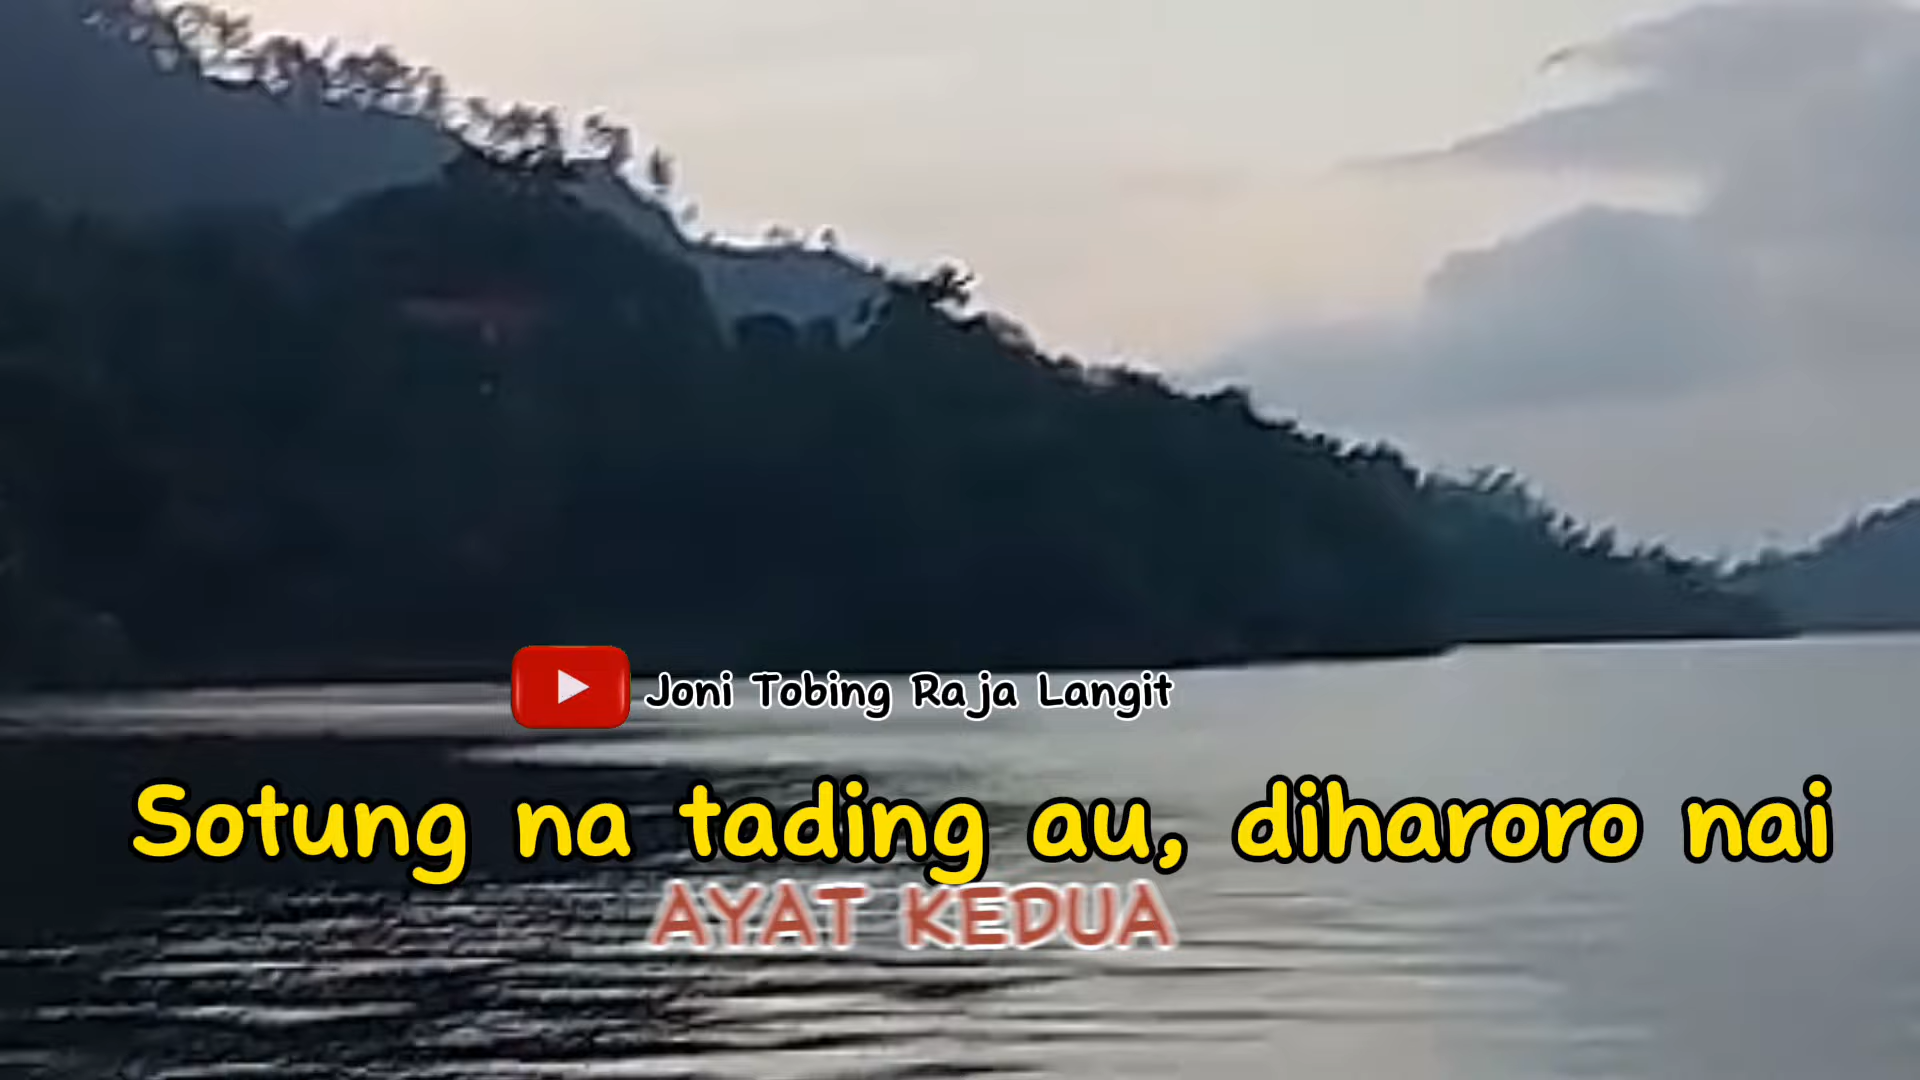 Joni Tobing Raja Langit
Sotung na tading au, diharoro nai
AYAT KEDUA